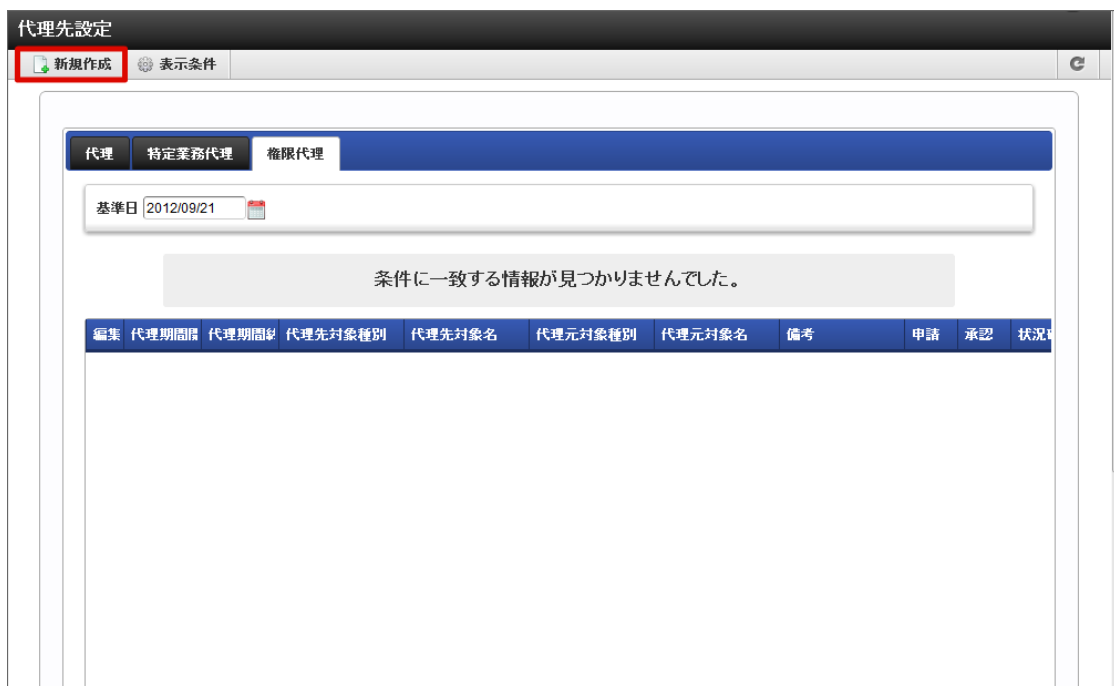 代理先設定
新規作成 表示条件
代理 特定業務代理 権限代理
基準日 2012/09/21
条件に一致する情報が見つかりませんでした。
編集 代理期間 代理期間 代理先対象種別 代理先対象名 代理元対象種別 代理元対象名 備考 申請 承認 状況